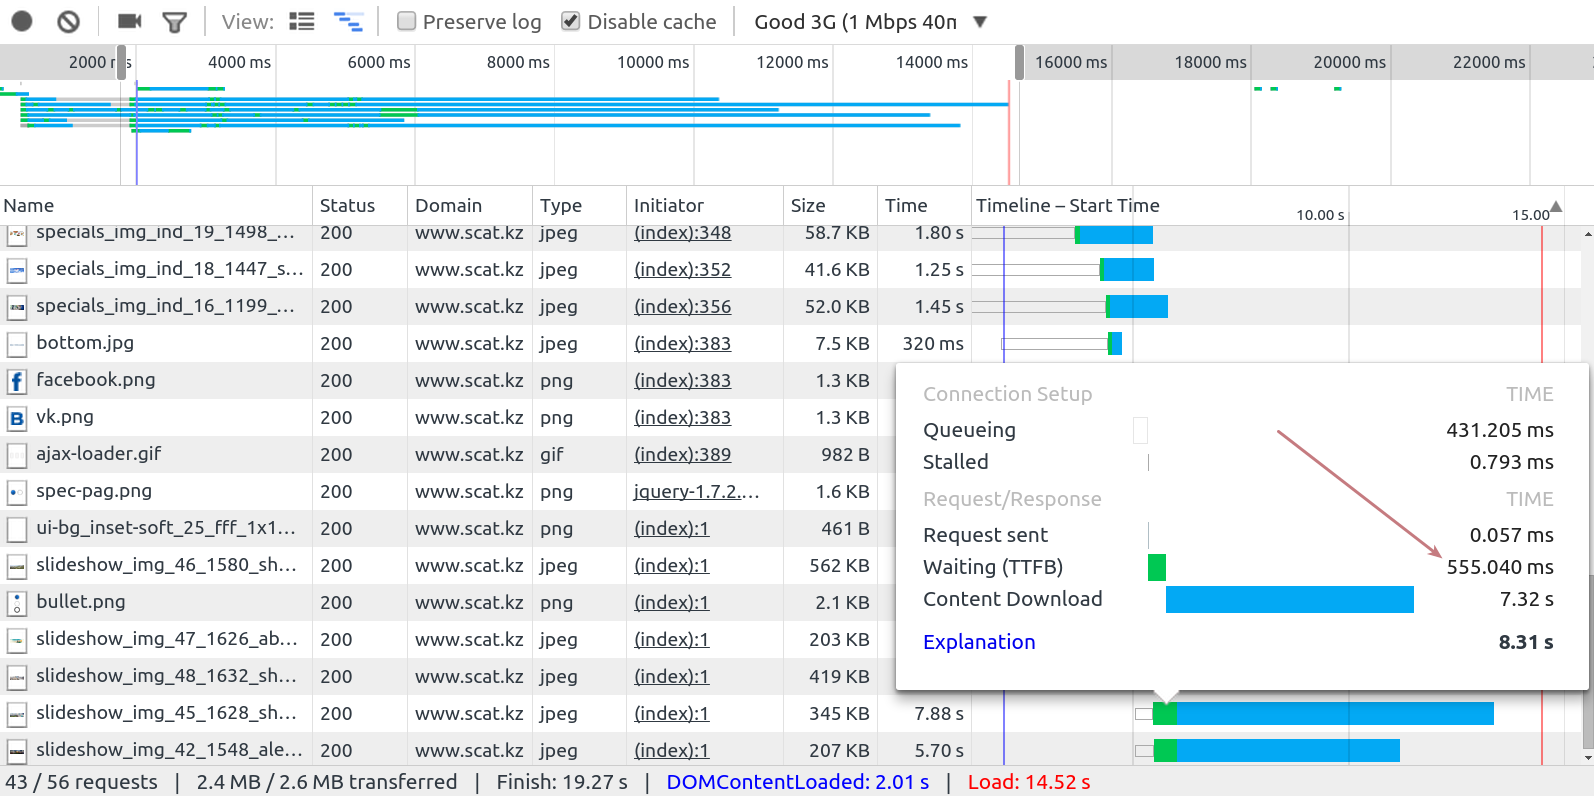 View: Preserve log Disable cache Good 3G (1 Mbps 40m
2000 ms 4000 ms 6000 ms 8000 ms 10000 ms 12000 ms 14000 ms 16000 ms 18000 ms 20000 ms 22000 ms
Name Status Domain Type Initiator Size Time Timeline – Start Time 10.00 s 15.00
specials_img_ind_19_1498_... 200 www.scat.kz jpeg (index):348 58.7 KB 1.80 s
specials_img_ind_18_1447_s... 200 www.scat.kz jpeg (index):352 41.6 KB 1.25 s
specials_img_ind_16_1199_... 200 www.scat.kz jpeg (index):356 52.0 KB 1.45 s
bottom.jpg 200 www.scat.kz jpeg (index):383 7.5 KB 320 ms
facebook.png 200 www.scat.kz png (index):383 1.3 KB
vk.png 200 www.scat.kz png (index):383 1.3 KB
ajax-loader.gif 200 www.scat.kz gif (index):389 982 B
spec-pag.png 200 www.scat.kz png jquery-1.7.2.... 1.6 KB
ui-bg_inset-soft_25_fff_1x1... 200 www.scat.kz png (index):1 461 B
slideshow_img_46_1580_sh... 200 www.scat.kz jpeg (index):1 562 KB
bullet.png 200 www.scat.kz png (index):1 2.1 KB
slideshow_img_47_1626_ab... 200 www.scat.kz jpeg (index):1 203 KB
slideshow_img_48_1632_sh... 200 www.scat.kz jpeg (index):1 419 KB
slideshow_img_45_1628_sh... 200 www.scat.kz jpeg (index):1 345 KB 7.88 s
slideshow_img_42_1548_ale... 200 www.scat.kz jpeg (index):1 207 KB 5.70 s
Connection Setup TIME
Queueing 431.205 ms
Stalled 0.793 ms
Request/Response TIME
Request sent 0.057 ms
Waiting (TTFB) 555.040 ms
Content Download 7.32 s
Explanation 8.31 s
43 / 56 requests | 2.4 MB / 2.6 MB transferred | Finish: 19.27 s | DOMContentLoaded: 2.01 s | Load: 14.52 s